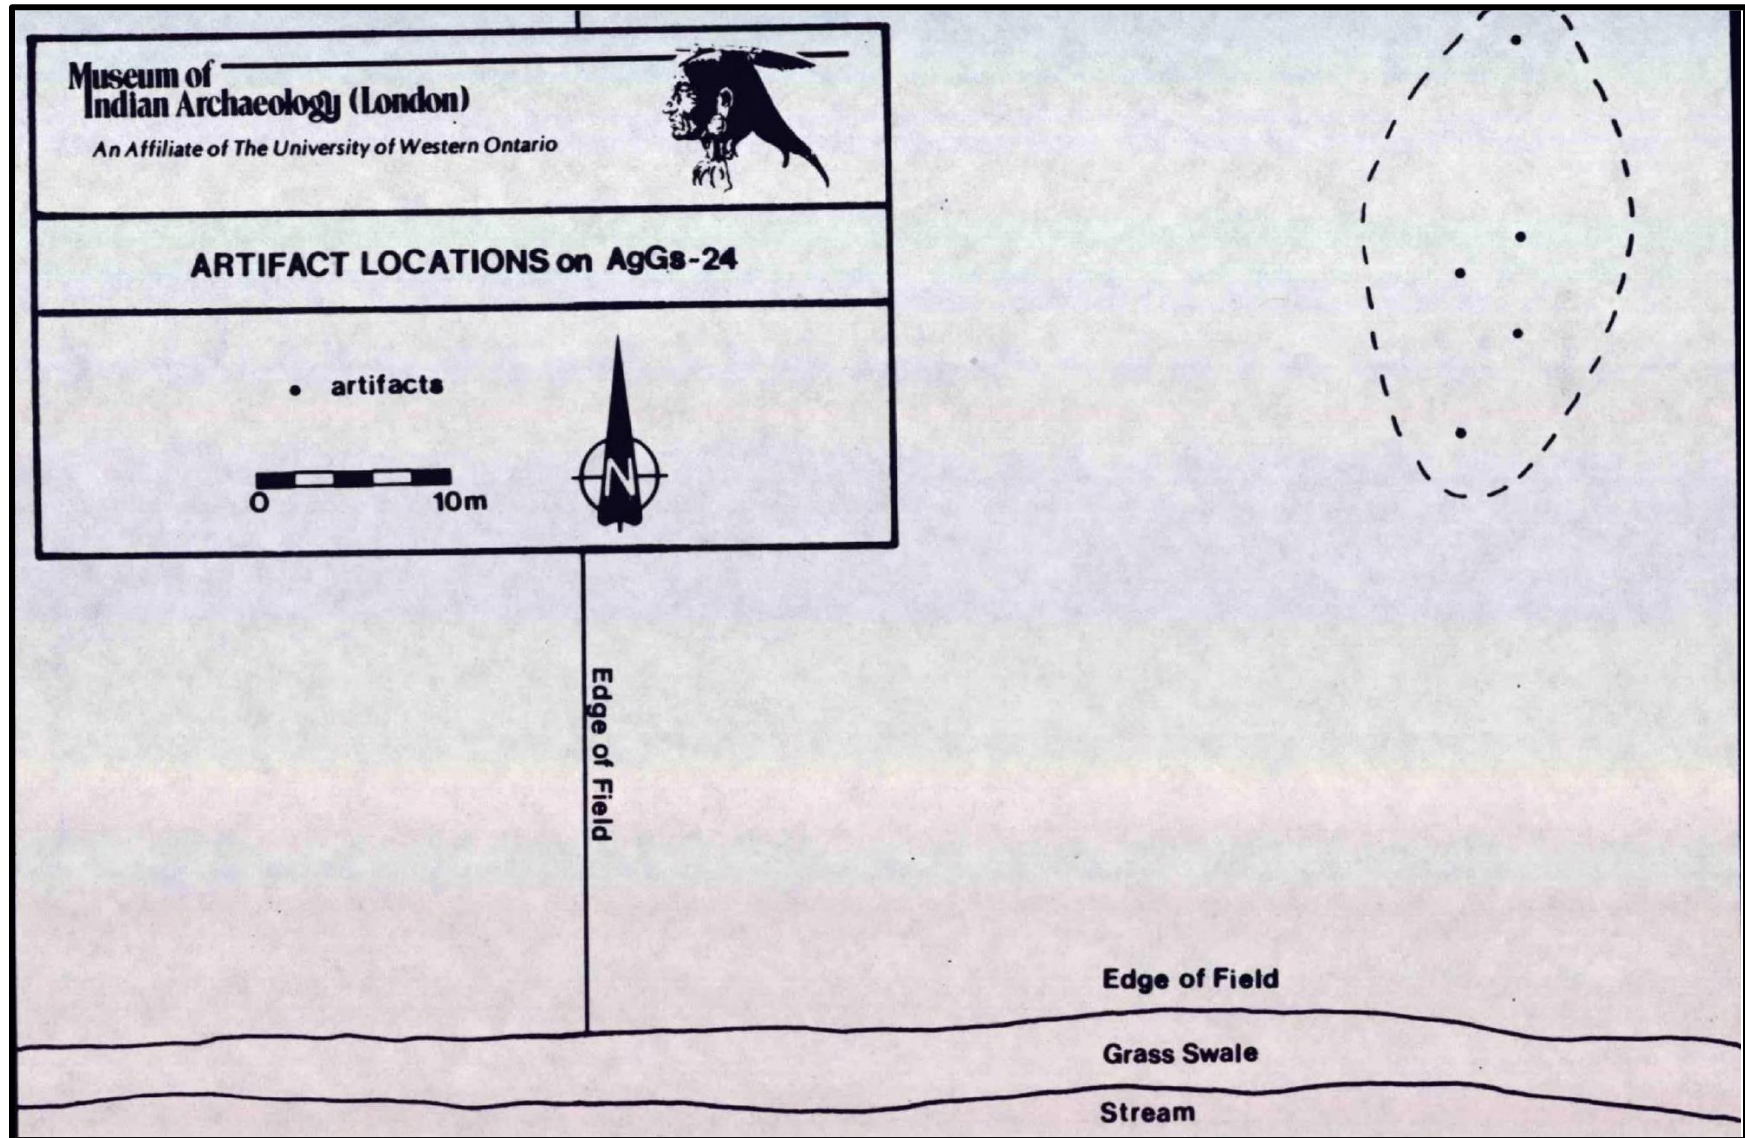 Museum of
Indian Archaeology (London)
An Affiliate of The University of Western Ontario
ARTIFACT LOCATIONS on AgGs-24
artifacts
0 10m
N
Edge of Field
Edge of Field
Grass Swale
Stream